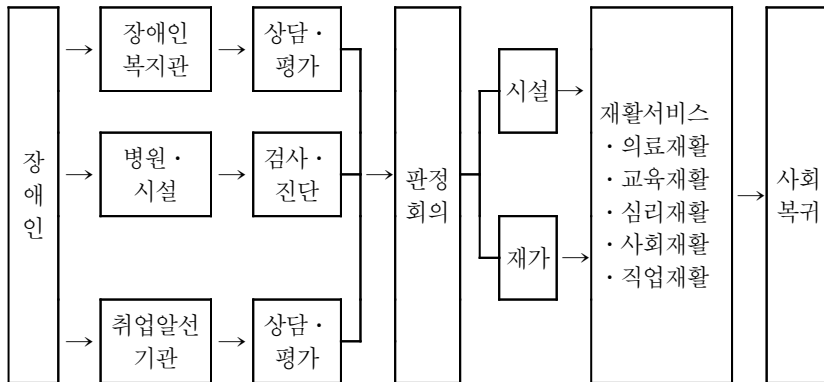 장
애
인
장애인
복지관
상담·
평가
병원·
시설
검사·
진단
취업알선
기관
상담·
평가
판정
회의
시설
재가
재활서비스
·의료재활
·교육재활
·심리재활
·사회재활
·직업재활
사회
복귀